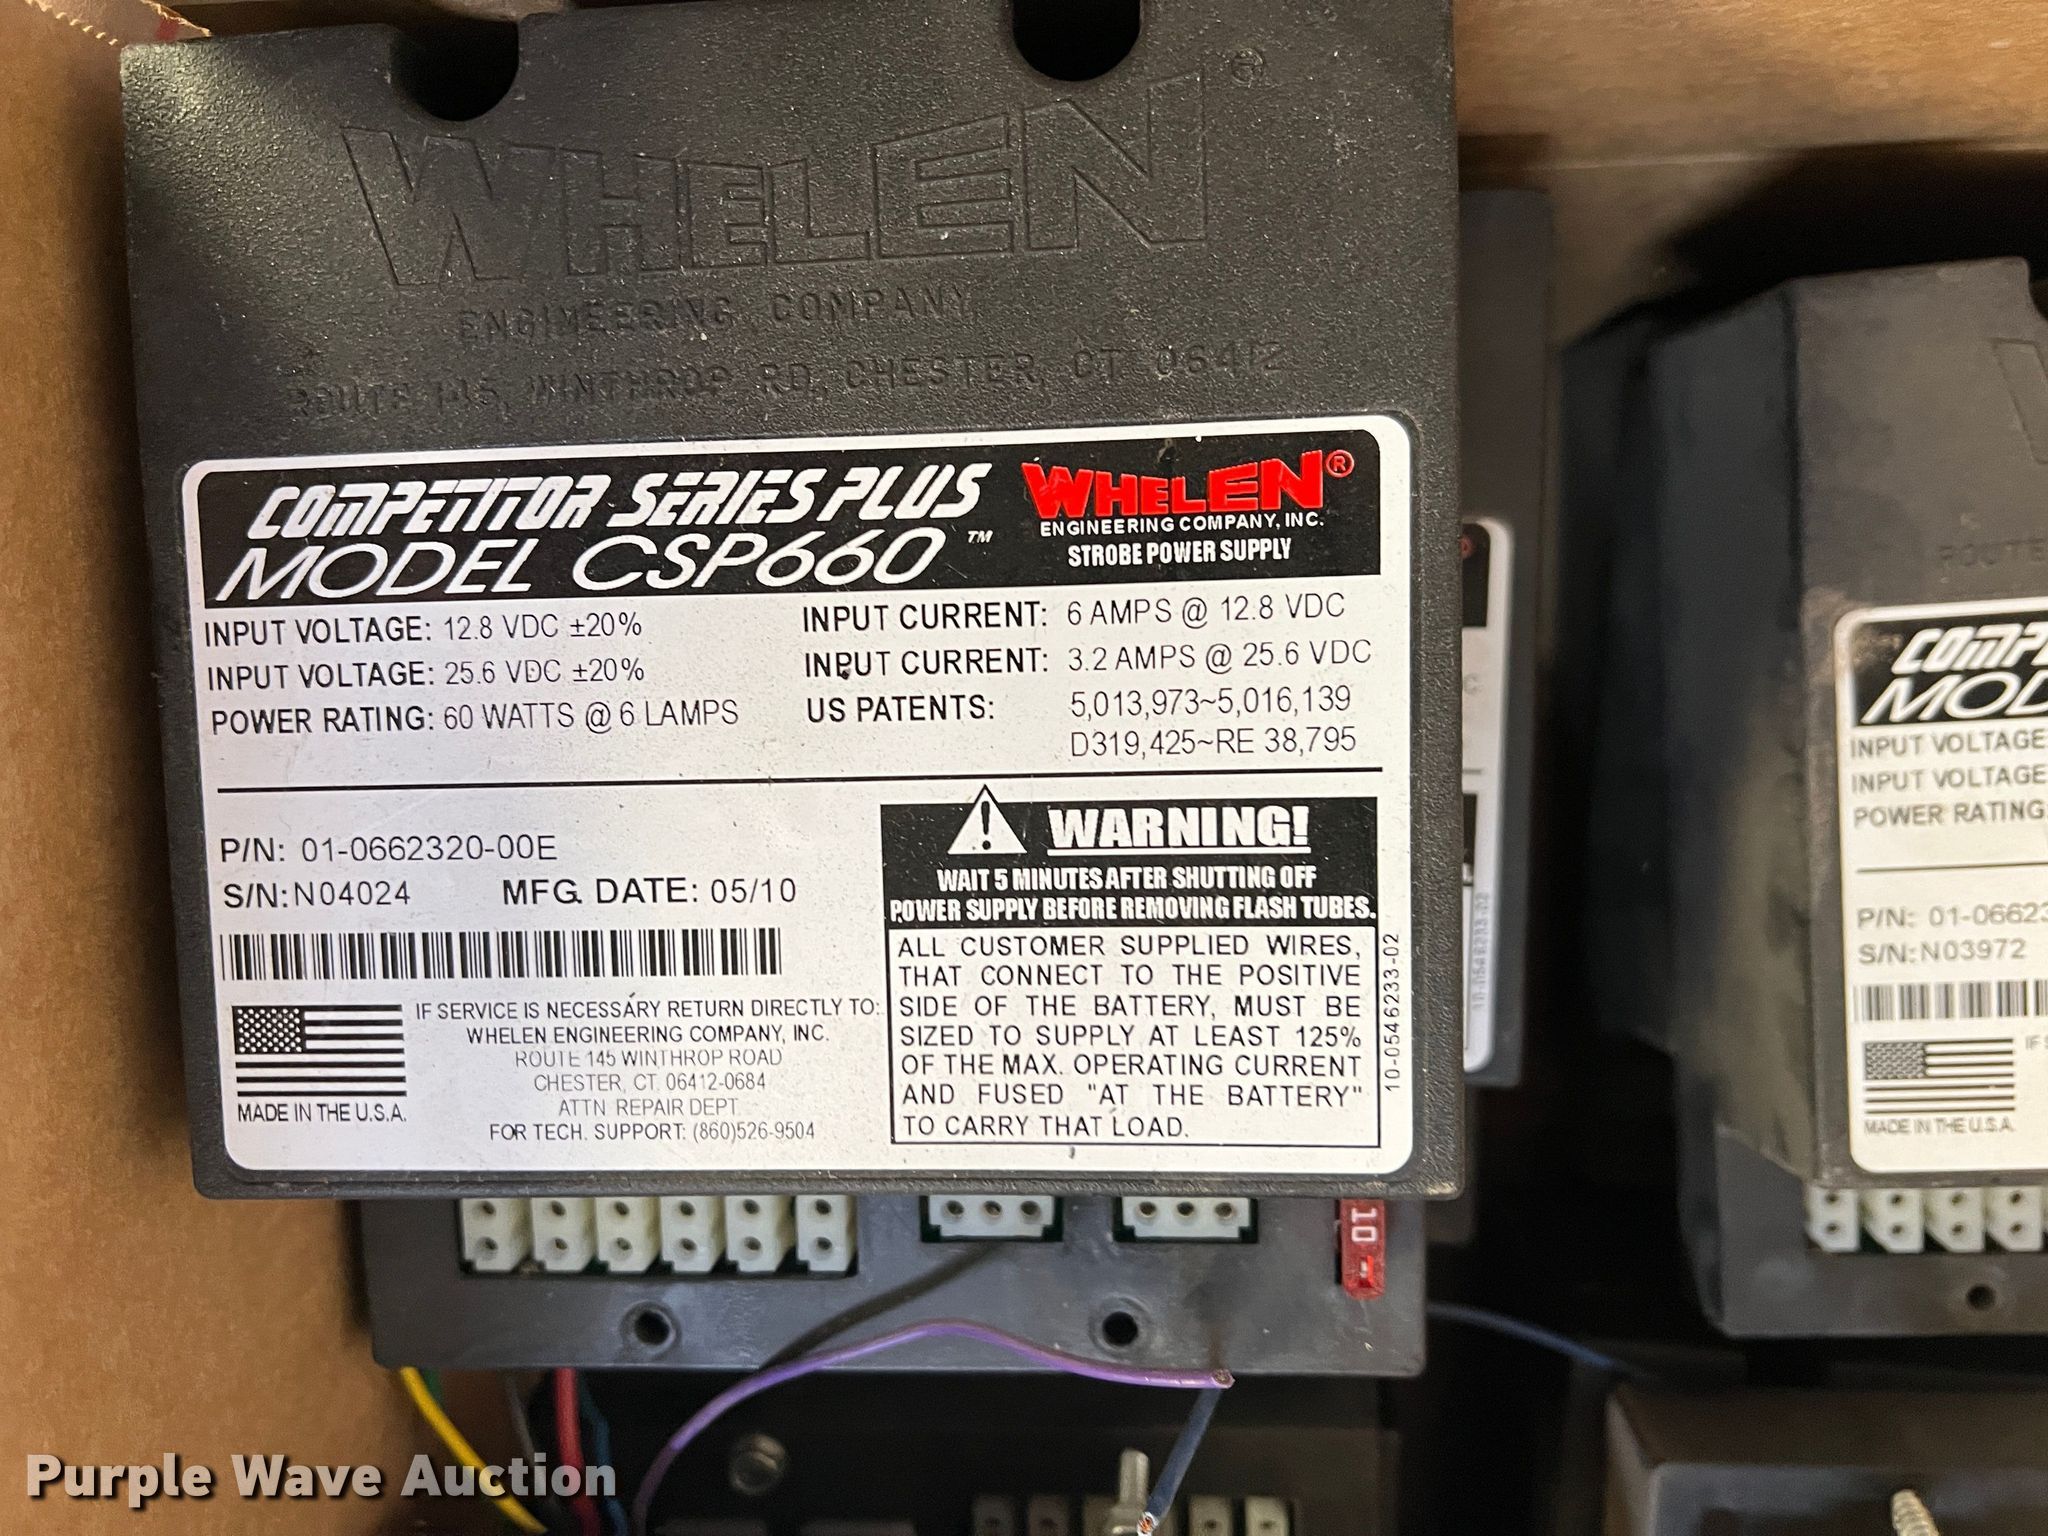 WHELEN®
ENGINEERING COMPANY
ROUTE 145, WINTHROP RD, CHESTER, CT 06412
COMPETITOR SERIES PLUS
MODEL CSP660™
WHELEN®
ENGINEERING COMPANY, INC.
STROBE POWER SUPPLY
INPUT VOLTAGE: 12.8 VDC ±20%
INPUT VOLTAGE: 25.6 VDC ±20%
POWER RATING: 60 WATTS @ 6 LAMPS
INPUT CURRENT: 6 AMPS @ 12.8 VDC
INPUT CURRENT: 3.2 AMPS @ 25.6 VDC
US PATENTS: 5,013,973~5,016,139
D319,425~RE 38,795
P/N: 01-0662320-00E
S/N: N04024 MFG. DATE: 05/10
MADE IN THE U.S.A.
IF SERVICE IS NECESSARY RETURN DIRECTLY TO:
WHELEN ENGINEERING COMPANY, INC.
ROUTE 145 WINTHROP ROAD
CHESTER, CT. 06412-0684
ATTN REPAIR DEPT.
FOR TECH. SUPPORT: (860)526-9504
WARNING!
WAIT 5 MINUTES AFTER SHUTTING OFF
POWER SUPPLY BEFORE REMOVING FLASH TUBES.
ALL CUSTOMER SUPPLIED WIRES,
THAT CONNECT TO THE POSITIVE
SIDE OF THE BATTERY, MUST BE
SIZED TO SUPPLY AT LEAST 125%
OF THE MAX. OPERATING CURRENT
AND FUSED "AT THE BATTERY"
TO CARRY THAT LOAD.
10-0546233-02
10
ROUTE
COMPE
MOD
INPUT VOLTAGE
INPUT VOLTAGE
POWER RATING:
P/N: 01-06623
S/N: N03972
MADE IN THE U.S.A.
Purple Wave Auction